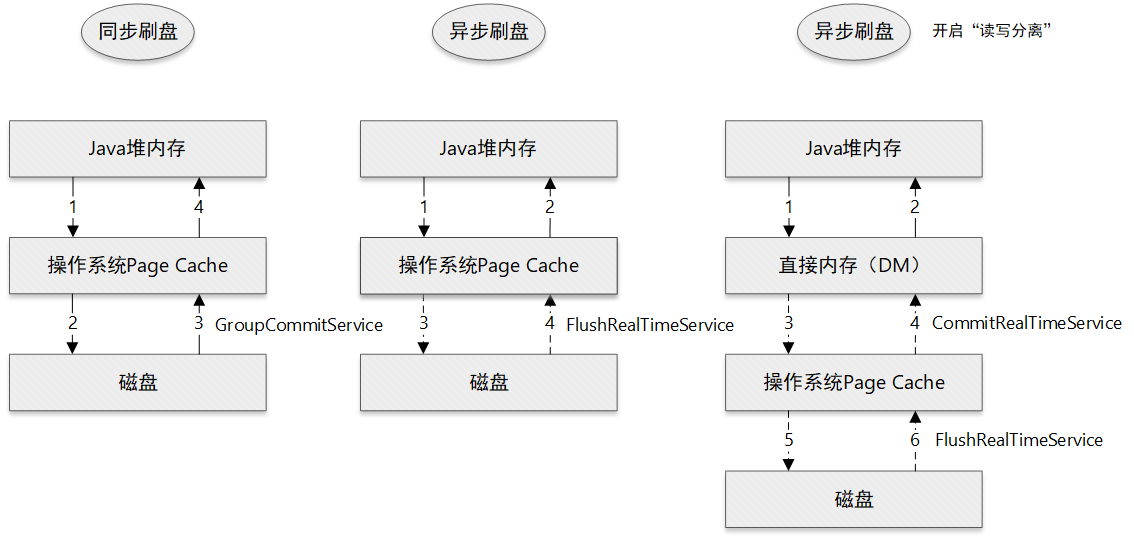 同步刷盘
Java堆内存
1
4
操作系统Page Cache
2
3
GroupCommitService
磁盘
异步刷盘
Java堆内存
1
2
操作系统Page Cache
3
4
FlushRealTimeService
磁盘
异步刷盘
开启“读写分离”
Java堆内存
1
2
直接内存（DM）
3
4
CommitRealTimeService
操作系统Page Cache
5
6
FlushRealTimeService
磁盘